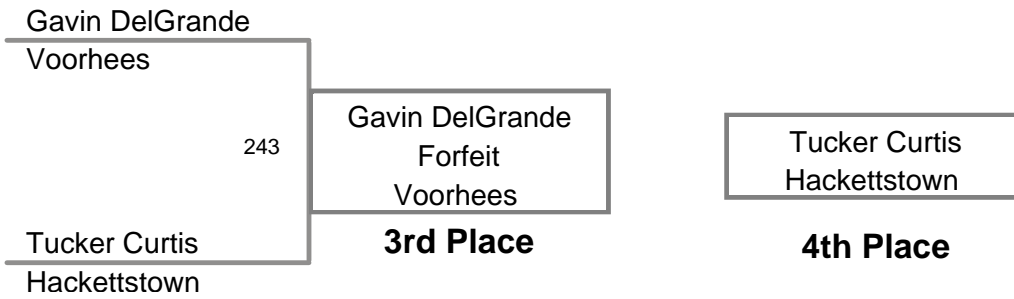 Gavin DelGrande
Voorhees
243
Gavin DelGrande
Forfeit
Voorhees
3rd Place
Tucker Curtis
Hackettstown
Tucker Curtis
Hackettstown
4th Place